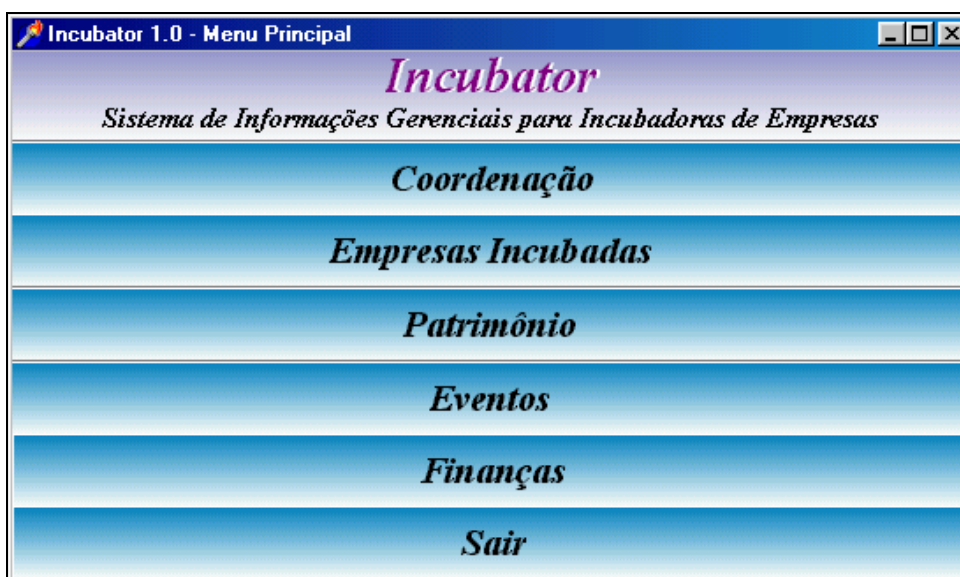 Incubator 1.0 - Menu Principal
Incubator
Sistema de Informações Gerenciais para Incubadoras de Empresas
Coordenação
Empresas Incubadas
Patrimônio
Eventos
Finanças
Sair